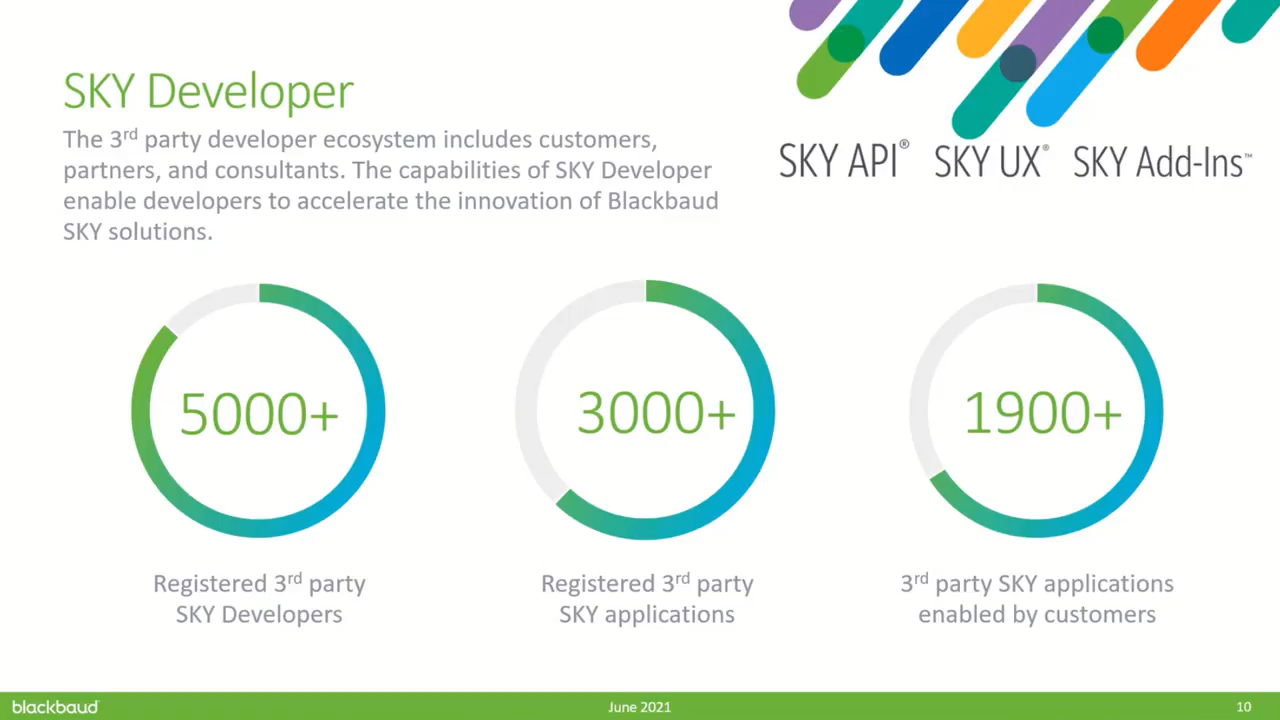 SKY Developer
The 3rd party developer ecosystem includes customers,
partners, and consultants. The capabilities of SKY Developer
enable developers to accelerate the innovation of Blackbaud
SKY solutions.
SKY API®
SKY UX®
SKY Add-Ins™
5000+
Registered 3rd party
SKY Developers
3000+
Registered 3rd party
SKY applications
1900+
3rd party SKY applications
enabled by customers
blackbaud
June 2021
10